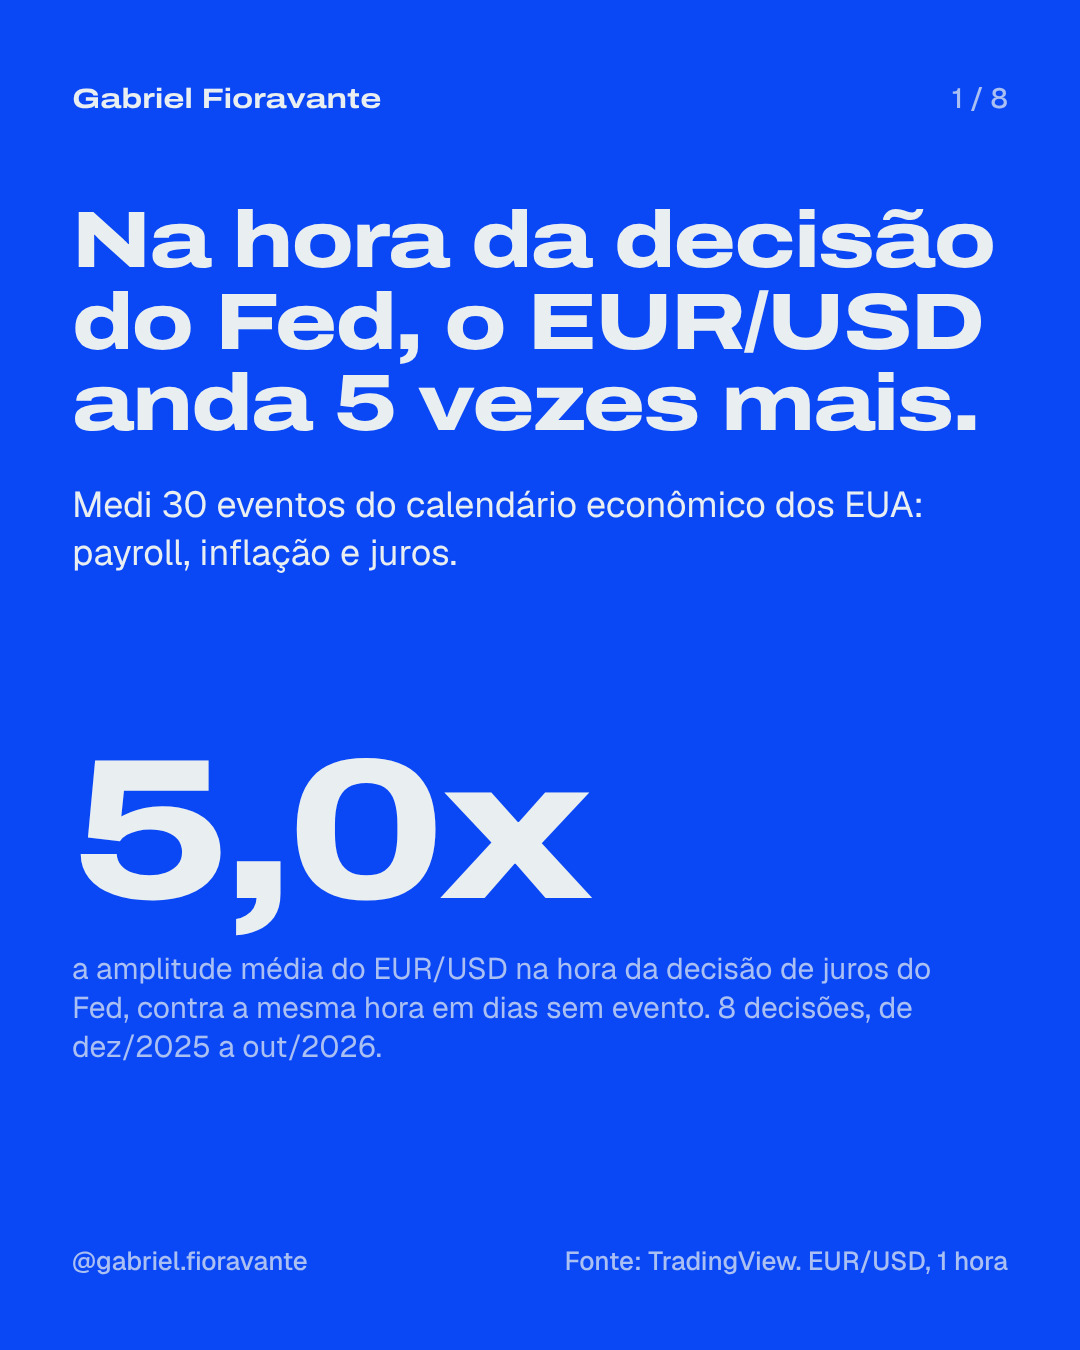 Gabriel Fioravante
1 / 8
Na hora da decisão
do Fed, o EUR/USD
anda 5 vezes mais.
Medi 30 eventos do calendário econômico dos EUA:
payroll, inflação e juros.
5,0x
a amplitude média do EUR/USD na hora da decisão de juros do
Fed, contra a mesma hora em dias sem evento. 8 decisões, de
dez/2025 a out/2026.
@gabriel.fioravante
Fonte: TradingView. EUR/USD, 1 hora